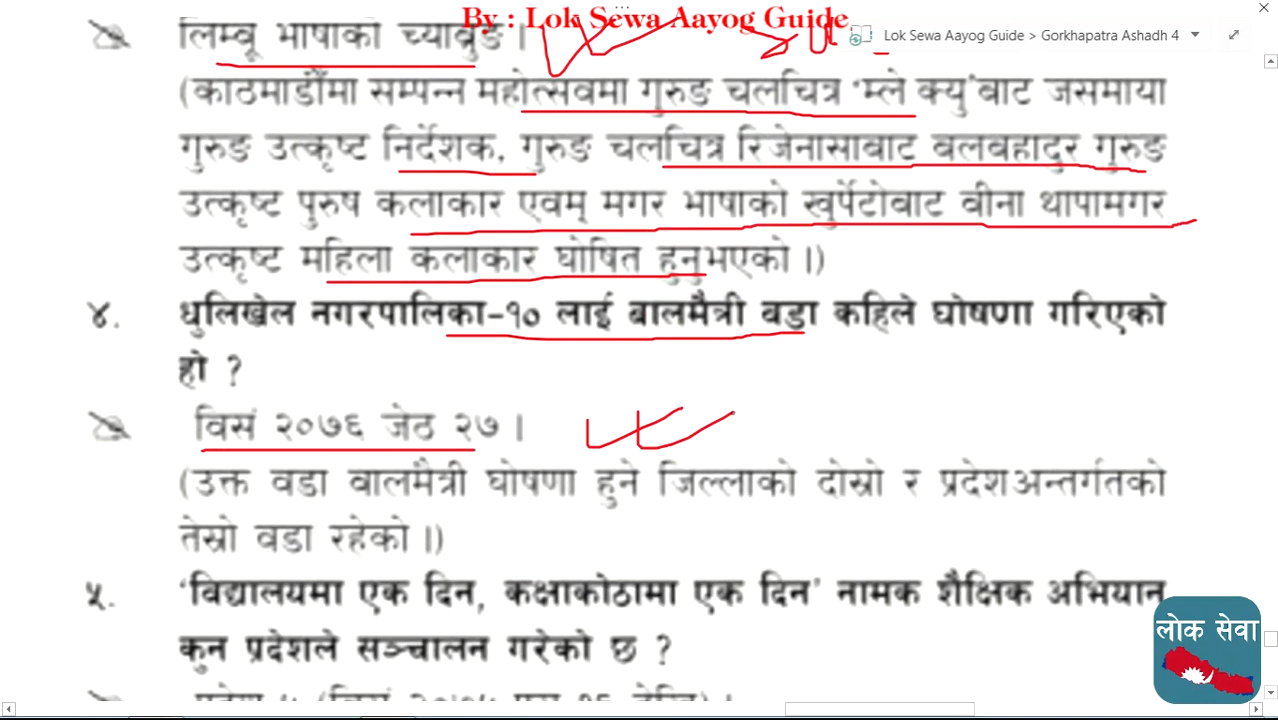 By : Lok Sewa Aayog Guide
Lok Sewa Aayog Guide > Gorkhapatra Ashadh 4
लिम्बू भाषाको च्याब्रुङ ।
(काठमाडौंमा सम्पन्न महोत्सवमा गुरुङ चलचित्र 'म्ले क्यु'बाट जसमाया
गुरुङ उत्कृष्ट निर्देशक, गुरुङ चलचित्र रिजेनासाबाट बलबहादुर गुरुङ
उत्कृष्ट पुरुष कलाकार एवम् मगर भाषाको खुर्पेटोबाट बीना थापामगर
उत्कृष्ट महिला कलाकार घोषित हुनुभएको ।)
४. धुलिखेल नगरपालिका-१० लाई बालमैत्री वडा कहिले घोषणा गरिएको
हो ?
विसं २०७६ जेठ २७ ।
(उक्त वडा बालमैत्री घोषणा हुने जिल्लाको दोस्रो र प्रदेशअन्तर्गतको
तेस्रो वडा रहेको ।)
५. 'विद्यालयमा एक दिन, कक्षाकोठामा एक दिन' नामक शैक्षिक अभियान
कुन प्रदेशले सञ्चालन गरेको छ ?
लोक सेवा